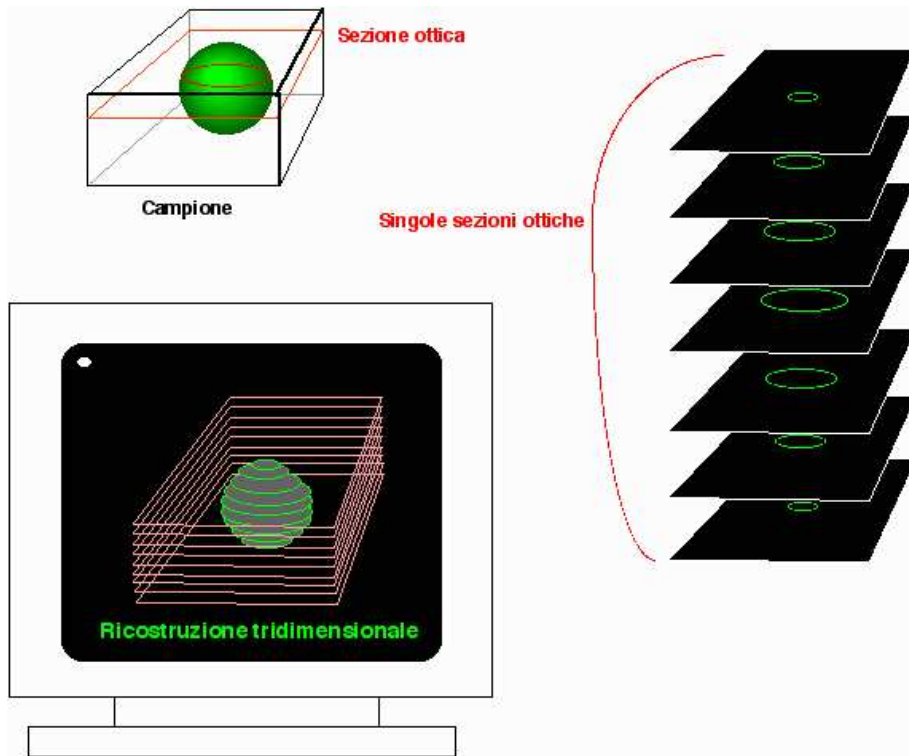 Sezione ottica
Campione
Singole sezioni ottiche
Ricostruzione tridimensionale